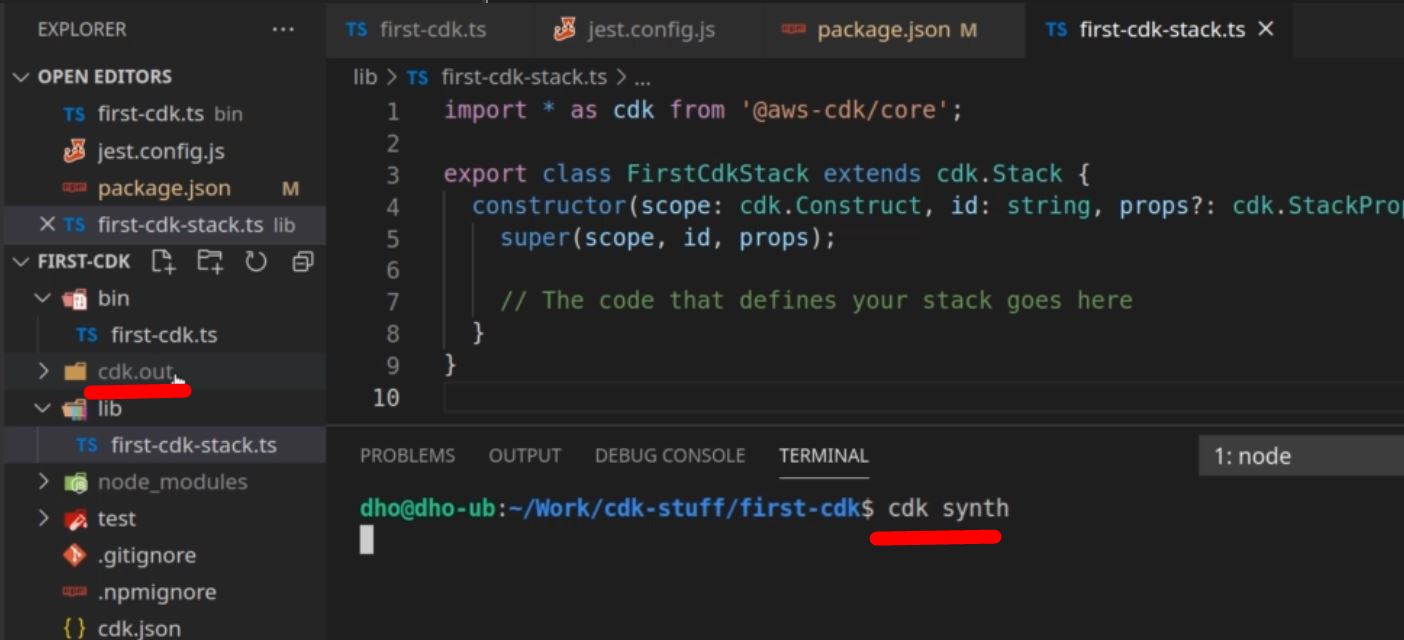 EXPLORER ...
OPEN EDITORS
TS first-cdk.ts bin
jest.config.js
package.json M
TS first-cdk-stack.ts lib
FIRST-CDK
bin
TS first-cdk.ts
cdk.out
lib
TS first-cdk-stack.ts
node_modules
test
.gitignore
.npmignore
{ } cdk.json
TS first-cdk.ts jest.config.js package.json M TS first-cdk-stack.ts
lib > TS first-cdk-stack.ts > ...
1 import * as cdk from '@aws-cdk/core';
2
3 export class FirstCdkStack extends cdk.Stack {
4 constructor(scope: cdk.Construct, id: string, props?: cdk.StackProp
5 super(scope, id, props);
6
7 // The code that defines your stack goes here
8 }
9 }
10
PROBLEMS OUTPUT DEBUG CONSOLE TERMINAL 1: node
dho@dho-ub:~/Work/cdk-stuff/first-cdk$ cdk synth